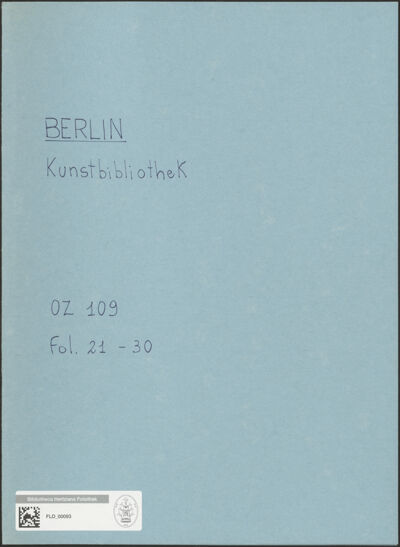 BERLIN
Kunstbibliothek
OZ 109
Fol. 21 - 30
Bibliotheca Hertziana Fotothek
FLD_00093